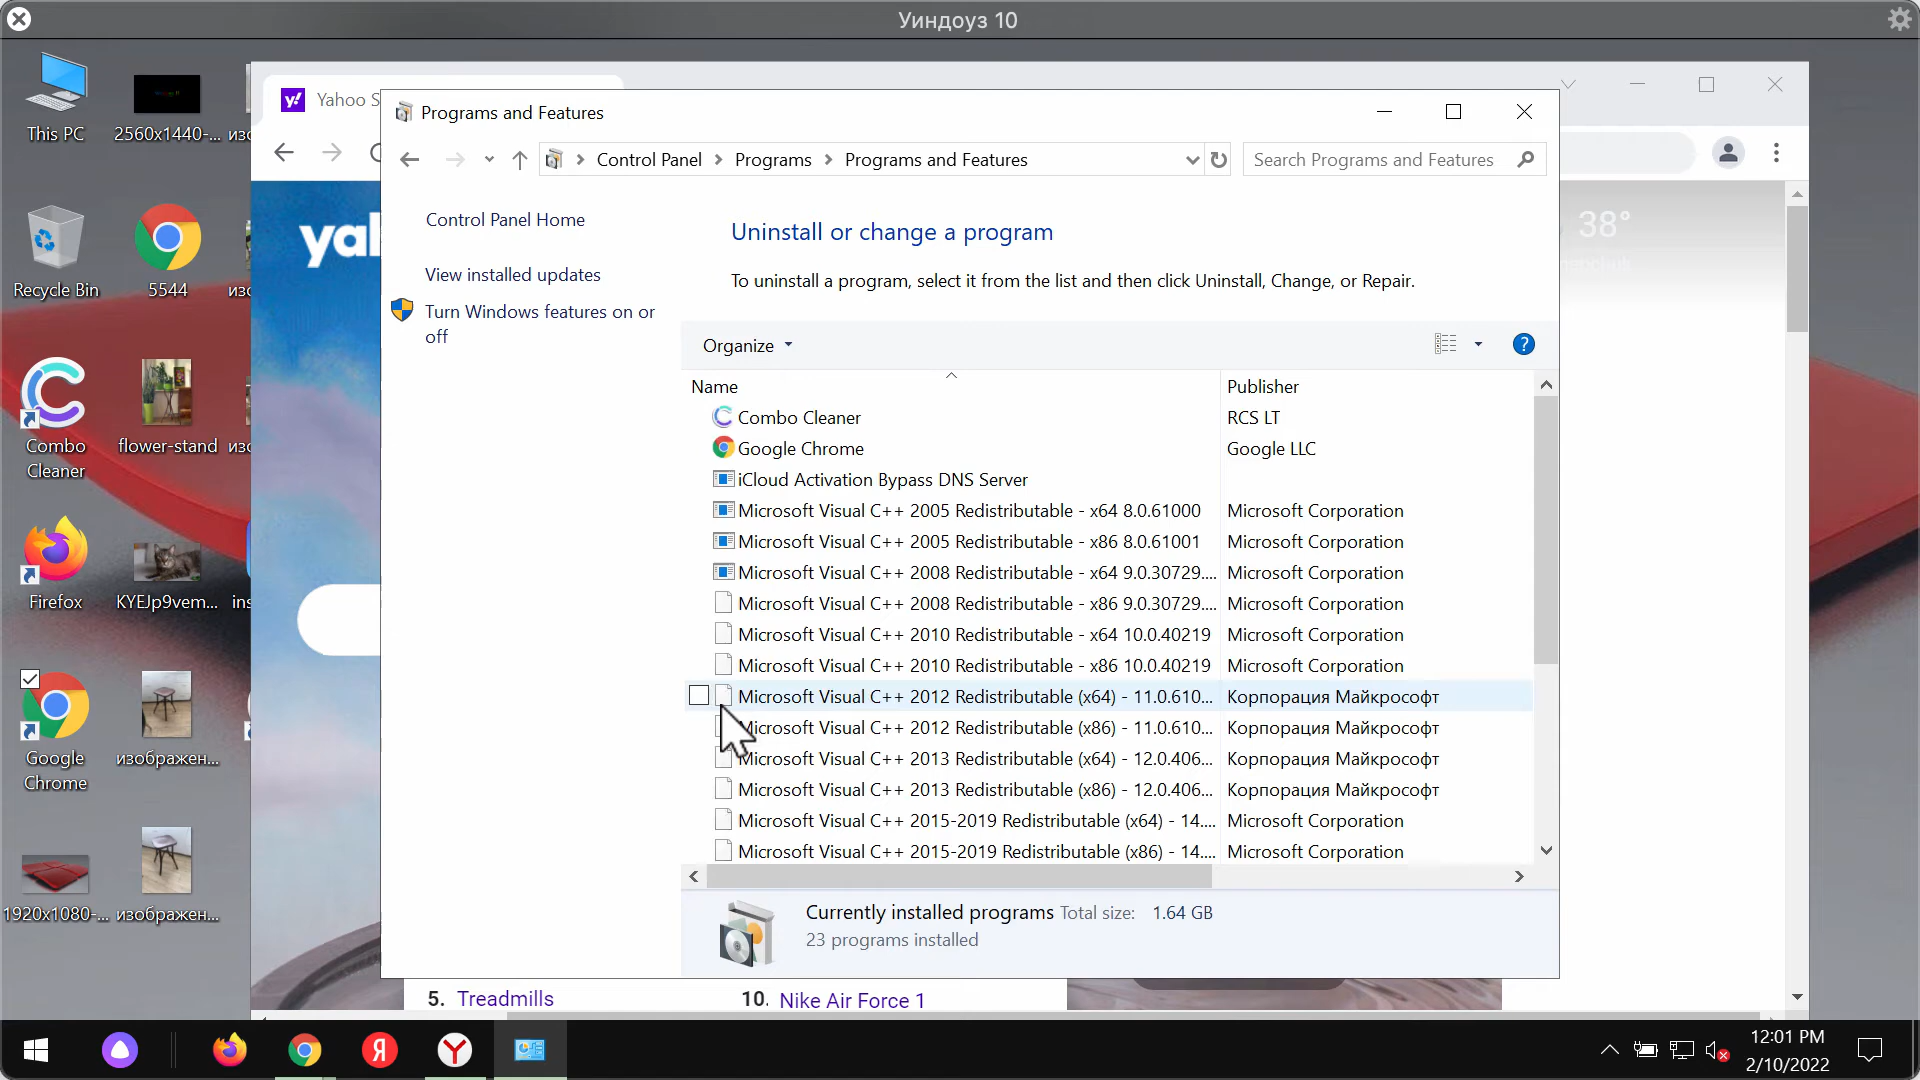 Уиндоуз 10
This PC
2560x1440-...
Recycle Bin
5544
Combo
Cleaner
flower-stand
Firefox
KYEJp9vem...
Google
Chrome
изображен...
1920x1080-...
изображен...
Yahoo S
yal
38°
Programs and Features
Control Panel
Programs
Programs and Features
Search Programs and Features
Control Panel Home
View installed updates
Turn Windows features on or
off
Uninstall or change a program
To uninstall a program, select it from the list and then click Uninstall, Change, or Repair.
Organize
Name Publisher
Combo Cleaner RCS LT
Google Chrome Google LLC
iCloud Activation Bypass DNS Server
Microsoft Visual C++ 2005 Redistributable - x64 8.0.61000 Microsoft Corporation
Microsoft Visual C++ 2005 Redistributable - x86 8.0.61001 Microsoft Corporation
Microsoft Visual C++ 2008 Redistributable - x64 9.0.30729.... Microsoft Corporation
Microsoft Visual C++ 2008 Redistributable - x86 9.0.30729.... Microsoft Corporation
Microsoft Visual C++ 2010 Redistributable - x64 10.0.40219 Microsoft Corporation
Microsoft Visual C++ 2010 Redistributable - x86 10.0.40219 Microsoft Corporation
Microsoft Visual C++ 2012 Redistributable (x64) - 11.0.610... Корпорация Майкрософт
Microsoft Visual C++ 2012 Redistributable (x86) - 11.0.610... Корпорация Майкрософт
Microsoft Visual C++ 2013 Redistributable (x64) - 12.0.406... Корпорация Майкрософт
Microsoft Visual C++ 2013 Redistributable (x86) - 12.0.406... Корпорация Майкрософт
Microsoft Visual C++ 2015-2019 Redistributable (x64) - 14.... Microsoft Corporation
Microsoft Visual C++ 2015-2019 Redistributable (x86) - 14.... Microsoft Corporation
Currently installed programs Total size: 1.64 GB
23 programs installed
5. Treadmills
10. Nike Air Force 1
12:01 PM
2/10/2022